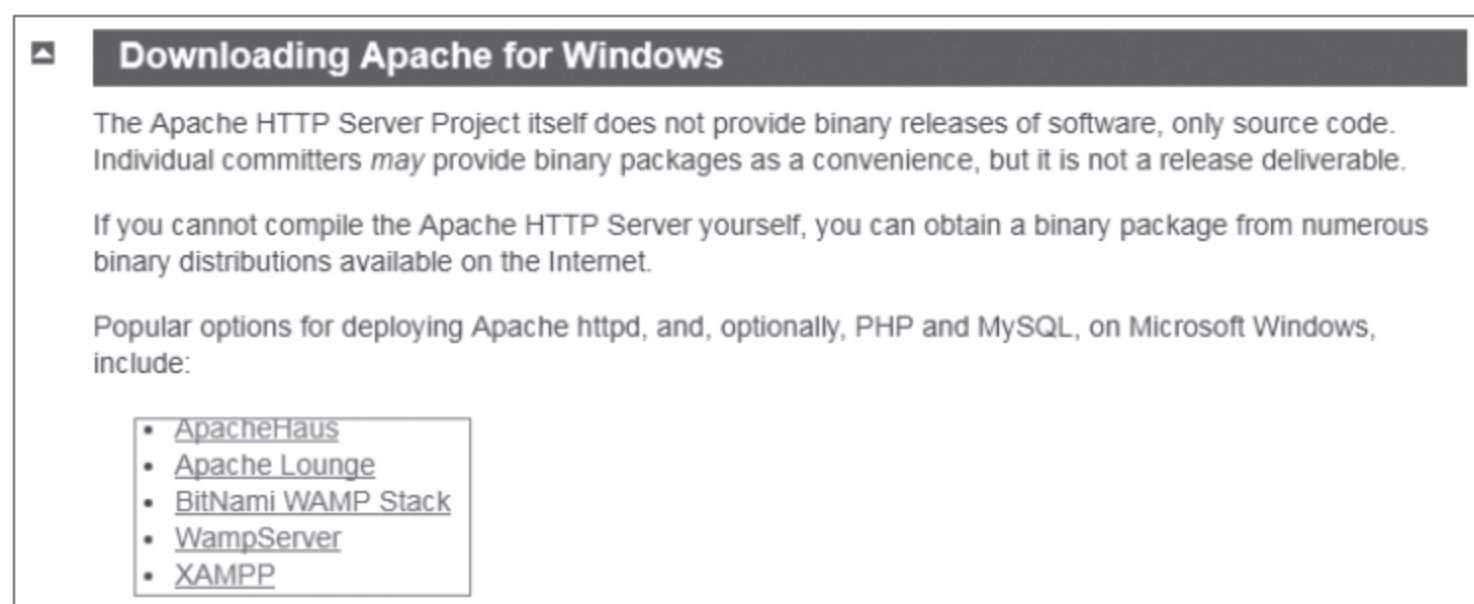 Downloading Apache for Windows
The Apache HTTP Server Project itself does not provide binary releases of software, only source code.
Individual committers may provide binary packages as a convenience, but it is not a release deliverable.
If you cannot compile the Apache HTTP Server yourself, you can obtain a binary package from numerous
binary distributions available on the Internet.
Popular options for deploying Apache httpd, and, optionally, PHP and MySQL, on Microsoft Windows,
include:
• ApacheHaus
• Apache Lounge
• BitNami WAMP Stack
• WampServer
• XAMPP